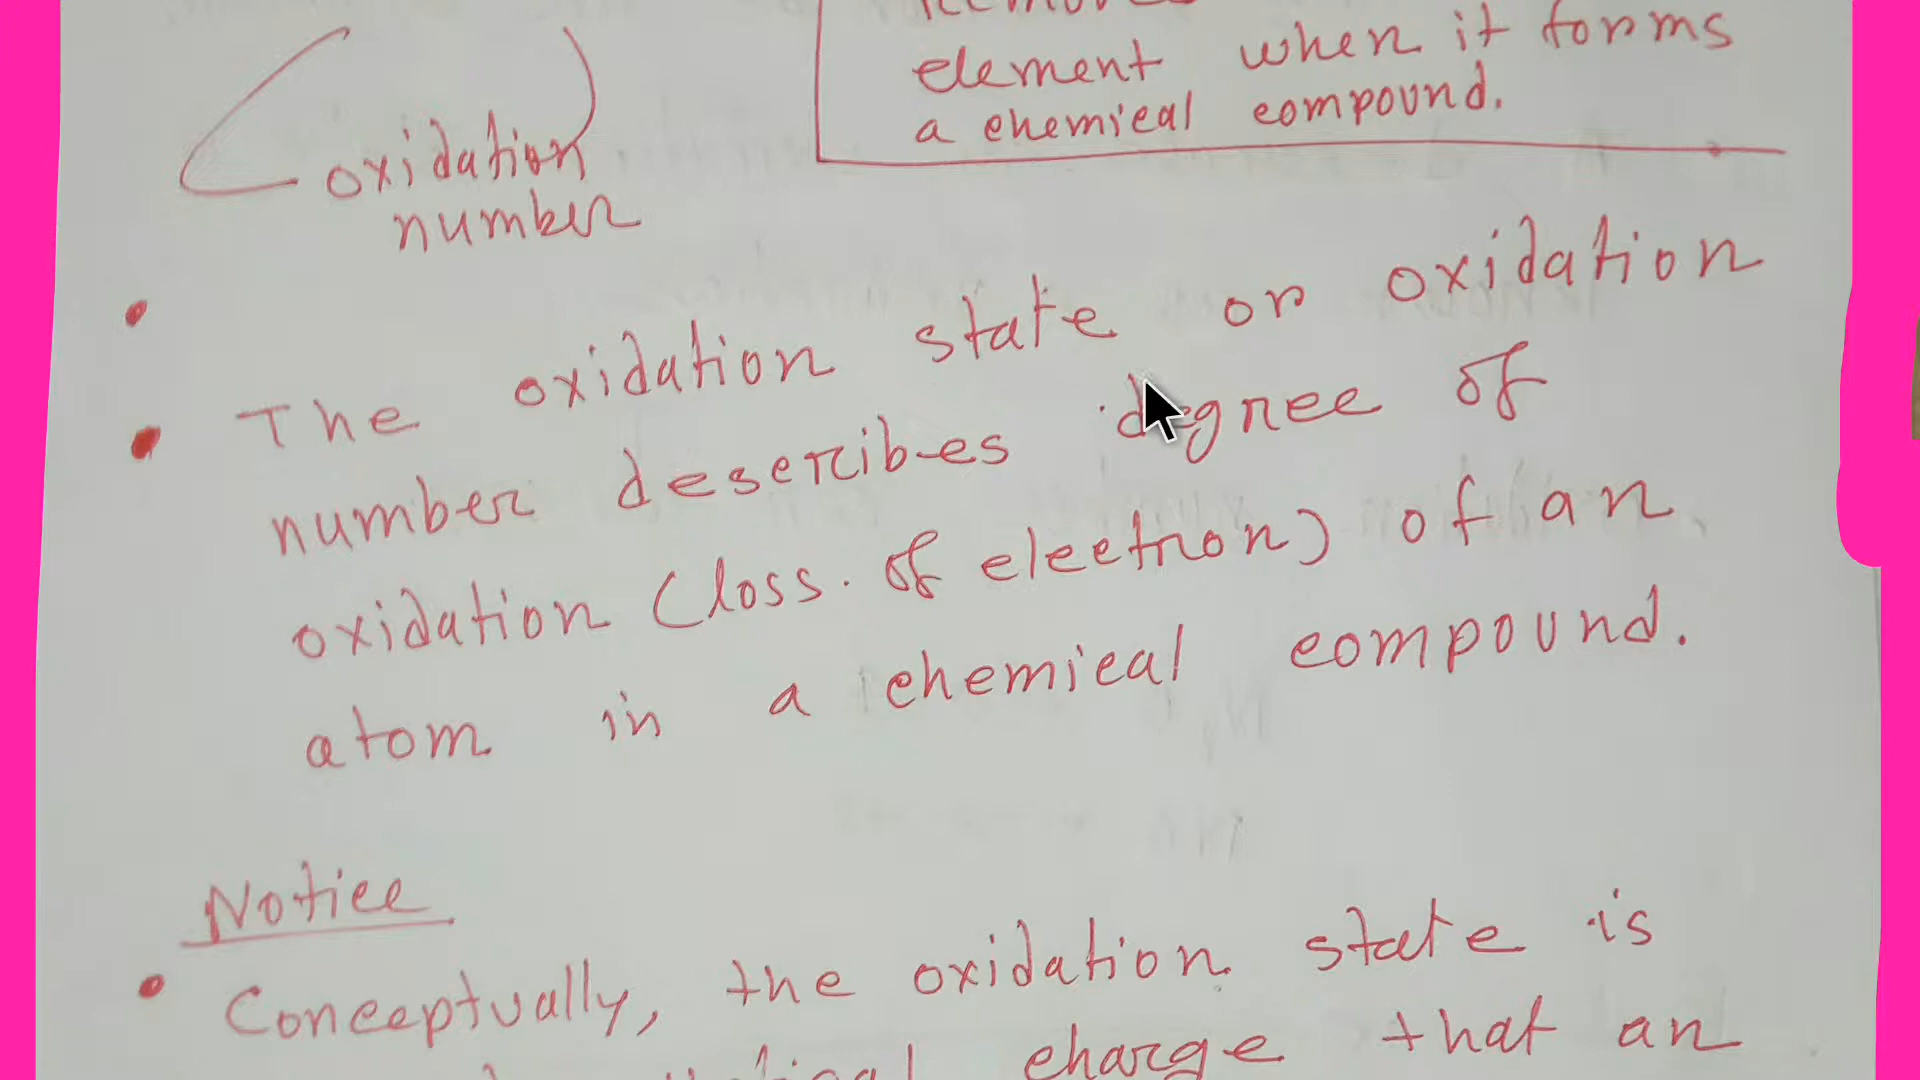 element when it forms
a chemical compound.
oxidation
number
The oxidation state or oxidation
number describes degree of
oxidation (loss of electron) of an
atom in a chemical compound.
Notice
Conceptually, the oxidation state is
charge that an